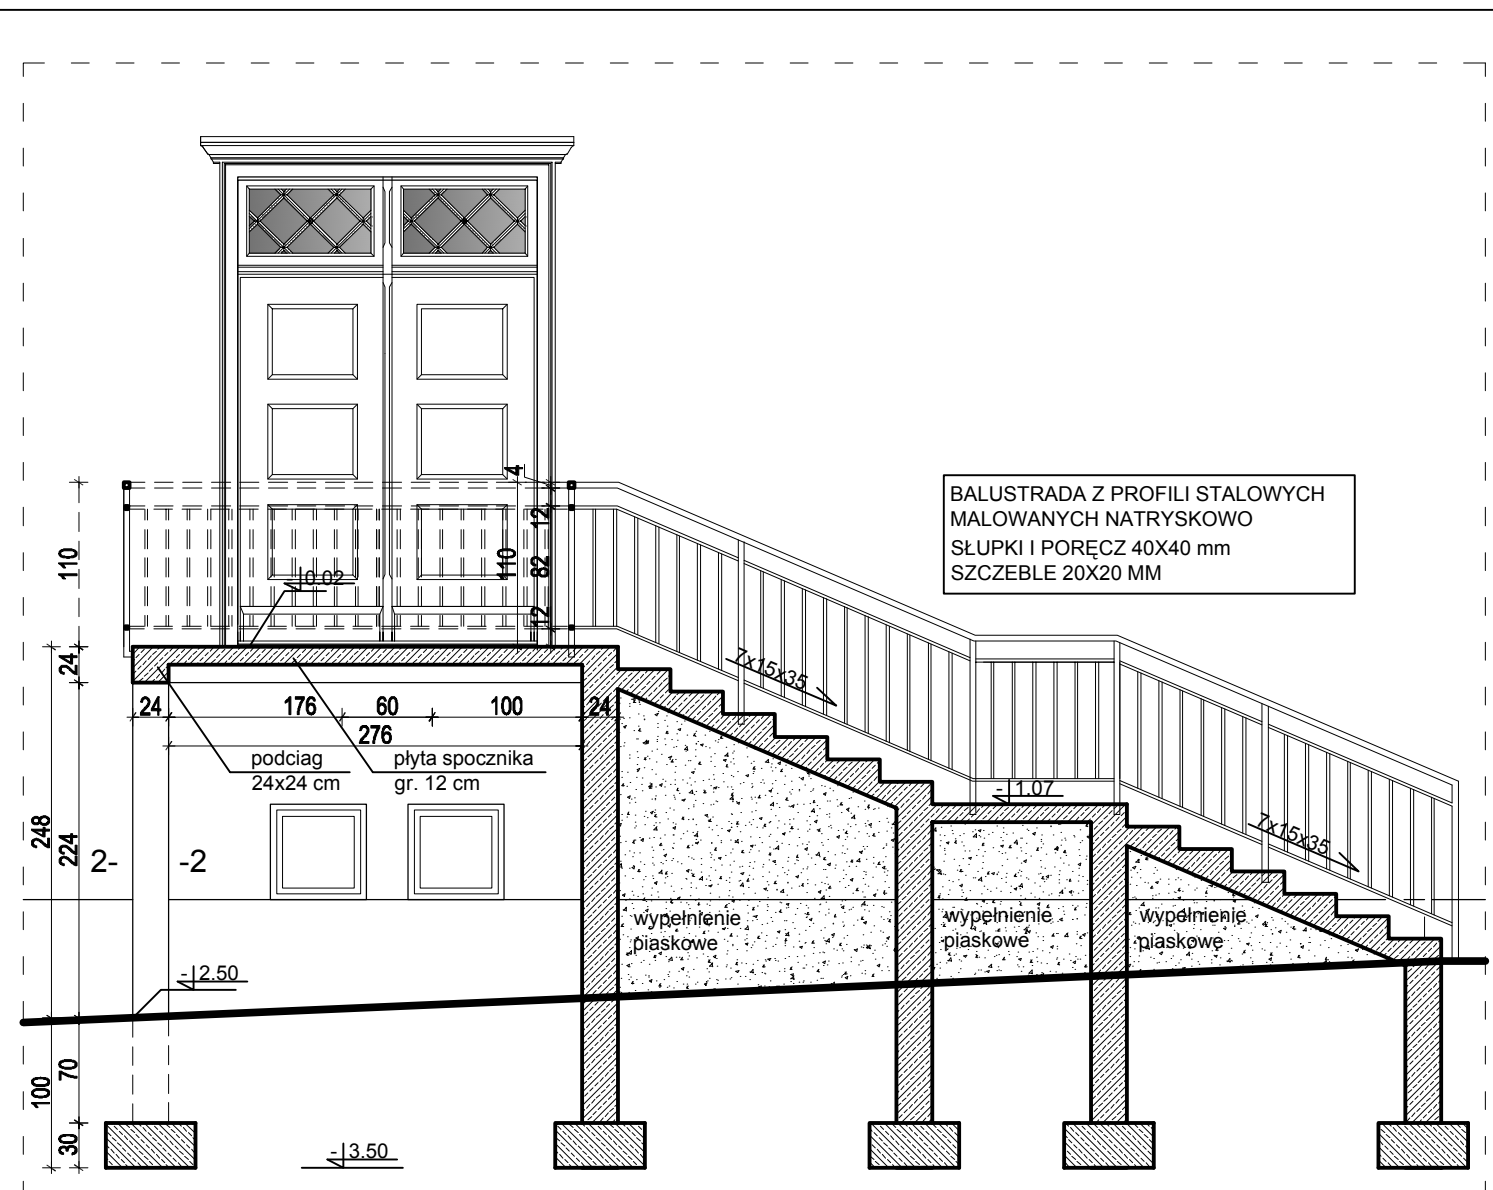 BALUSTRADA Z PROFILI STALOWYCH
MALOWANYCH NATRYSKOWO
SŁUPKI I PORĘCZ 40X40 mm
SZCZEBLE 20X20 MM
4
12
110
82
12
110
- 0.02
24
7x15x35
24
176
60
100
24
276
podciag
24x24 cm
płyta spocznika
gr. 12 cm
- 1.07
7x15x35
248
224
2-
-2
wypełnienie
piaskowe
wypełnienie
piaskowe
wypełnienie
piaskowe
- 2.50
70
100
30
- 3.50